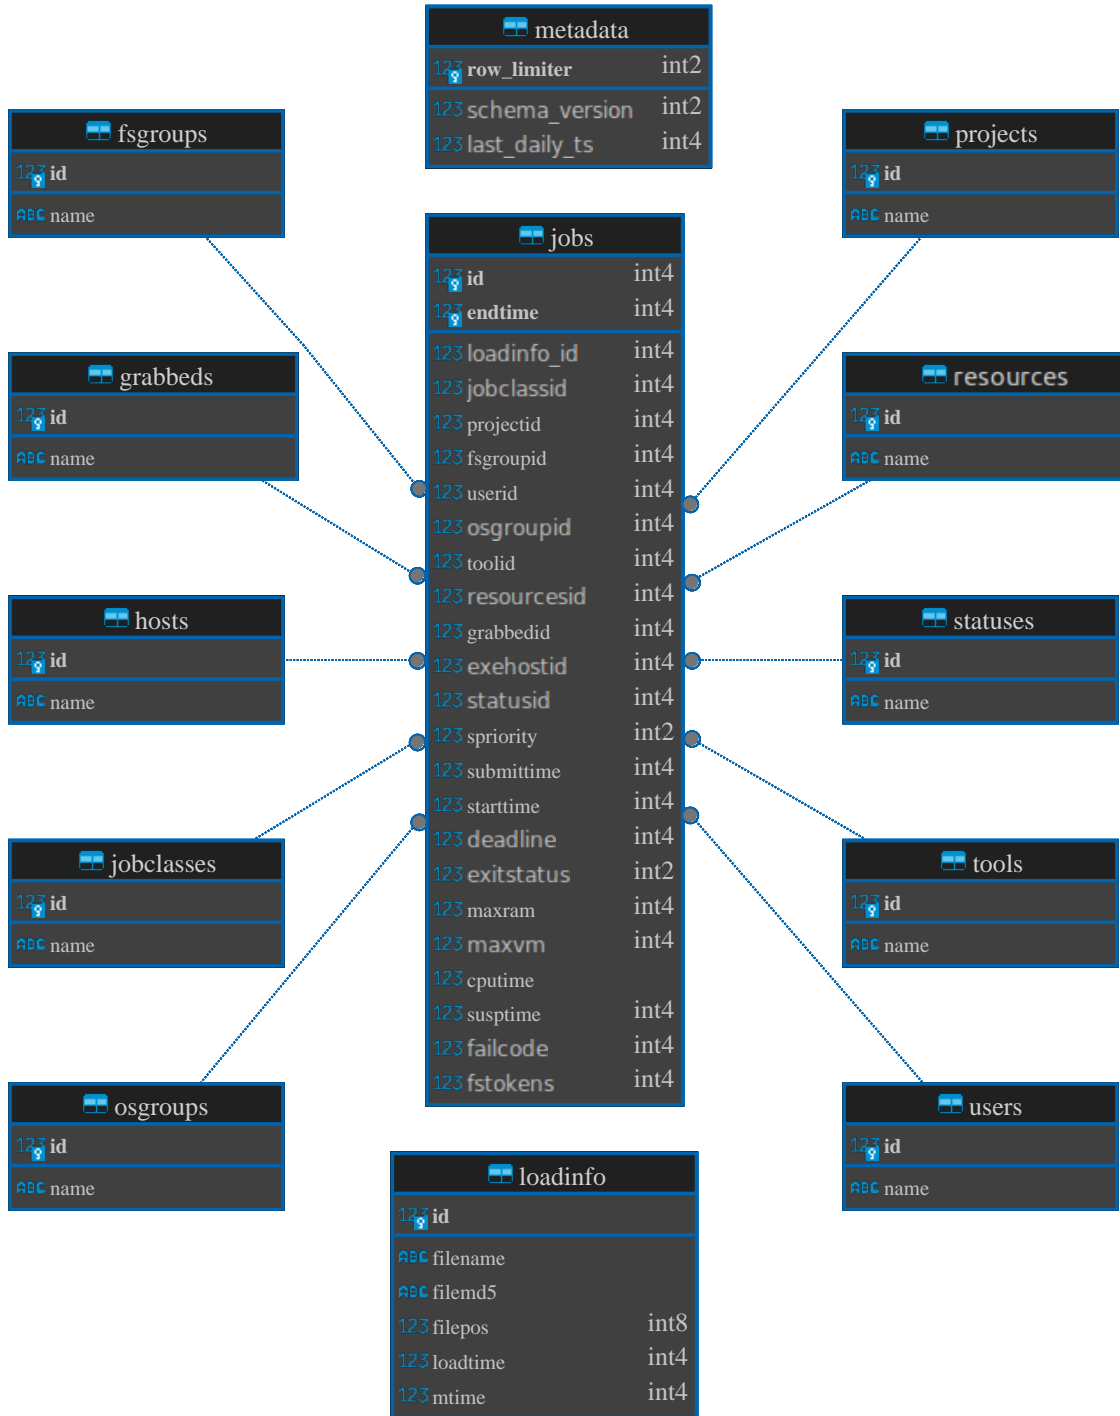 metadata
123 row_limiter int2
123 schema_version int2
123 last_daily_ts int4
fsgroups
123 id
ABC name
projects
123 id
ABC name
jobs
123 id int4
123 endtime int4
123 loadinfo_id int4
123 jobclassid int4
123 projectid int4
123 fsgroupid int4
123 userid int4
123 osgroupid int4
123 toolid int4
123 resourcesid int4
123 grabbedid int4
123 exehostid int4
123 statusid int4
123 spriority int2
123 submittime int4
123 starttime int4
123 deadline int4
123 exitstatus int2
123 maxram int4
123 maxvm int4
123 cputime
123 susptime int4
123 failcode int4
123 fstokens int4
grabbeds
123 id
ABC name
resources
123 id
ABC name
hosts
123 id
ABC name
statuses
123 id
ABC name
jobclasses
123 id
ABC name
tools
123 id
ABC name
osgroups
123 id
ABC name
users
123 id
ABC name
loadinfo
123 id
ABC filename
ABC filemd5
123 filepos int8
123 loadtime int4
123 mtime int4